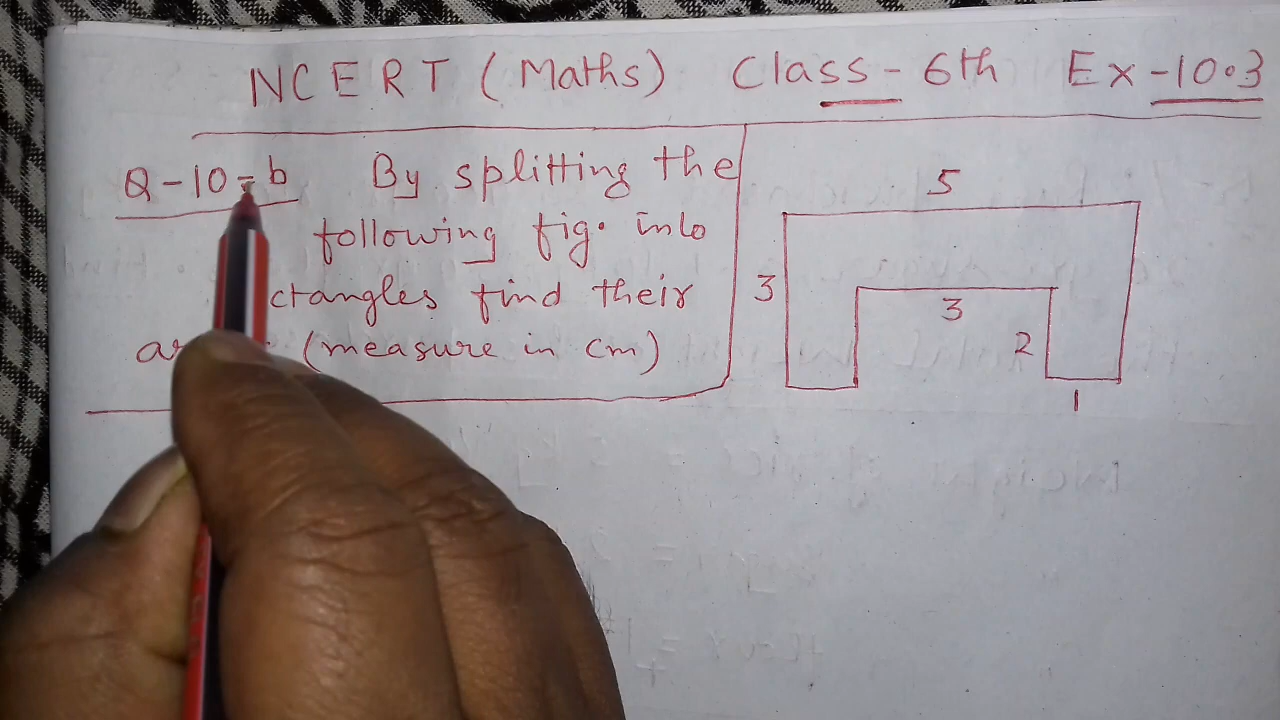 NCERT (Maths) Class-6th Ex-10.3
Q-10-b By splitting the
following fig. into
ctangles find their
(measure in cm)
5
3
3
2
1